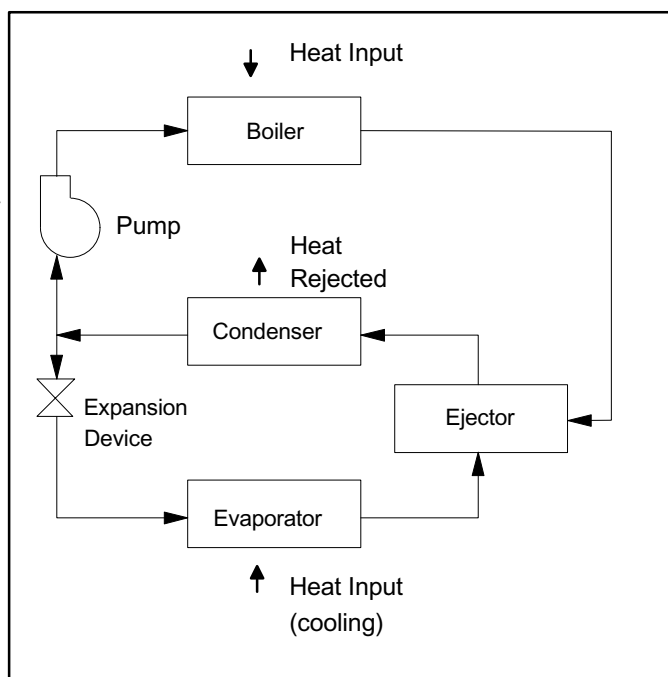 Heat Input
Boiler
Pump
Heat
Rejected
Condenser
Expansion
Device
Ejector
Evaporator
Heat Input
(cooling)